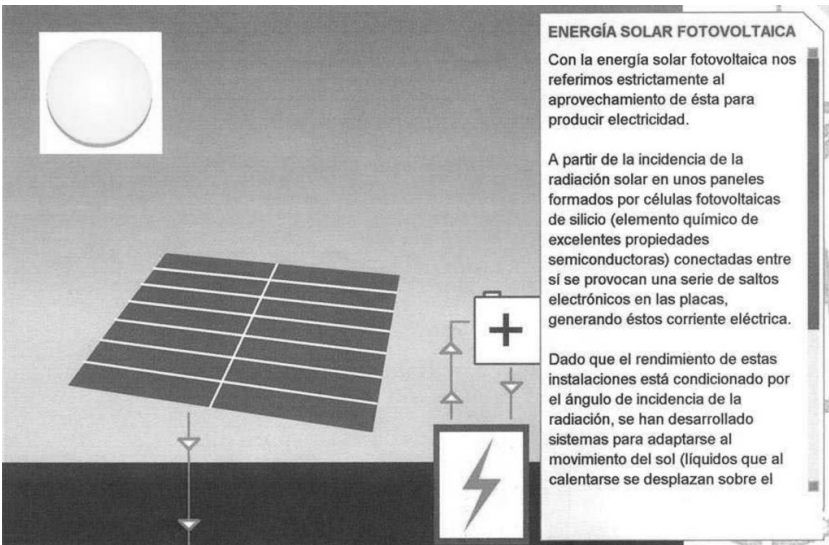 ENERGÍA SOLAR FOTOVOLTAICA
Con la energía solar fotovoltaica nos
referimos estrictamente al
aprovechamiento de ésta para
producir electricidad.
A partir de la incidencia de la
radiación solar en unos paneles
formados por células fotovoltaicas
de silicio (elemento químico de
excelentes propiedades
semiconductoras) conectadas entre
sí se provocan una serie de saltos
electrónicos en las placas,
generando éstos corriente eléctrica.
Dado que el rendimiento de estas
instalaciones está condicionado por
el ángulo de incidencia de la
radiación, se han desarrollado
sistemas para adaptarse al
movimiento del sol (líquidos que al
calentarse se desplazan sobre el